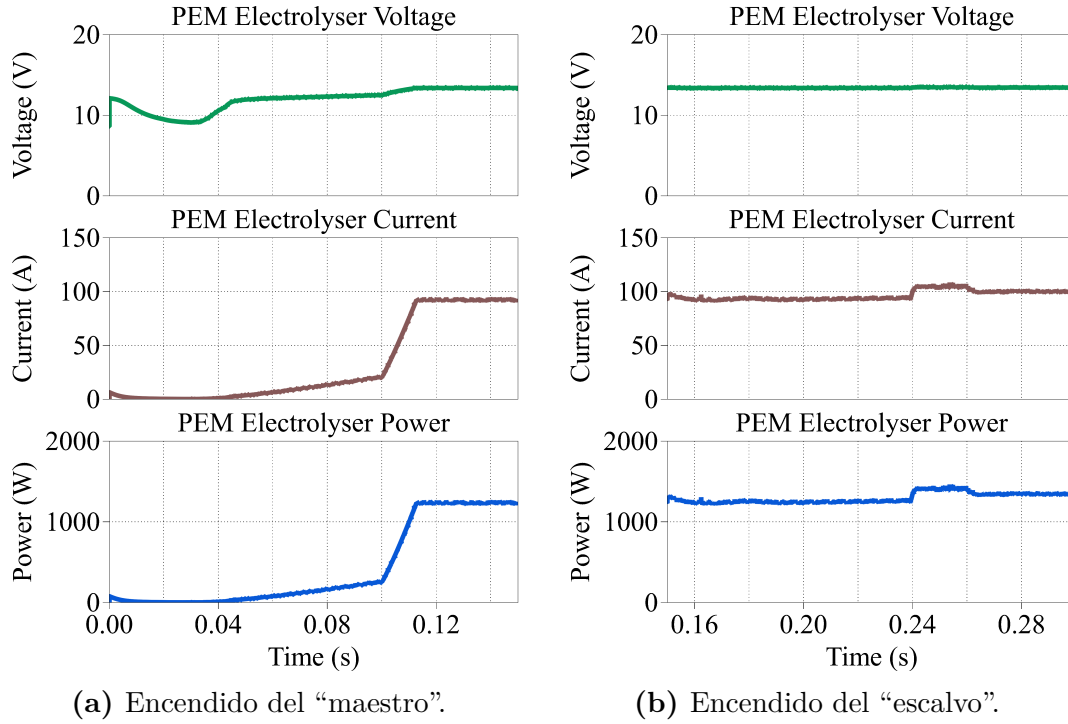 PEM Electrolyser Voltage
20
10
0
Voltage (V)
PEM Electrolyser Current
150
100
50
0
Current (A)
PEM Electrolyser Power
2000
1000
0
Power (W)
0.00 0.04 0.08 0.12
Time (s)
(a) Encendido del “maestro”.
PEM Electrolyser Voltage
20
10
0
Voltage (V)
PEM Electrolyser Current
150
100
50
0
Current (A)
PEM Electrolyser Power
2000
1000
0
Power (W)
0.16 0.20 0.24 0.28
Time (s)
(b) Encendido del “escalvo”.